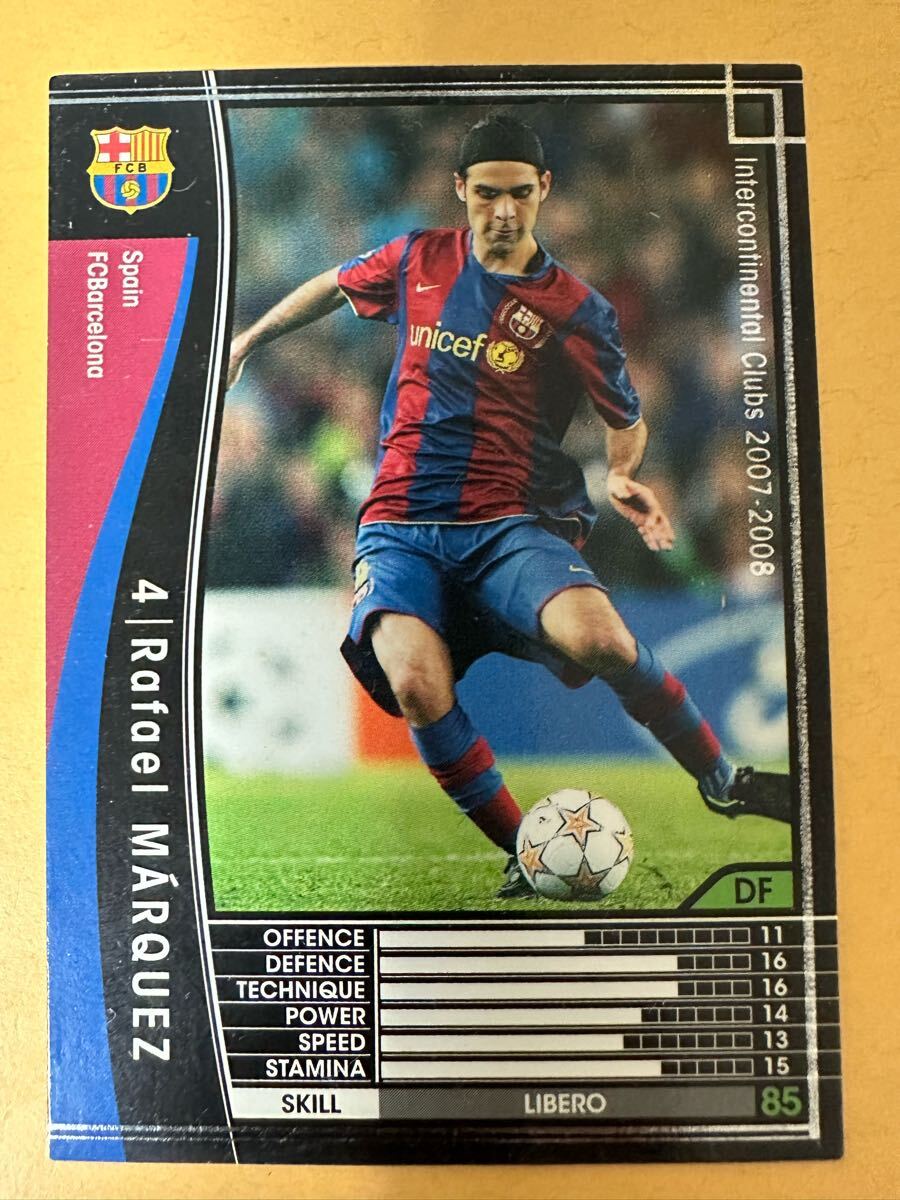 FCB
Spain
FCBarcelona
4 | Rafael MÁRQUEZ
Intercontinental Clubs 2007-2008
unicef
DF
OFFENCE 11
DEFENCE 16
TECHNIQUE 16
POWER 14
SPEED 13
STAMINA 15
SKILL LIBERO 85